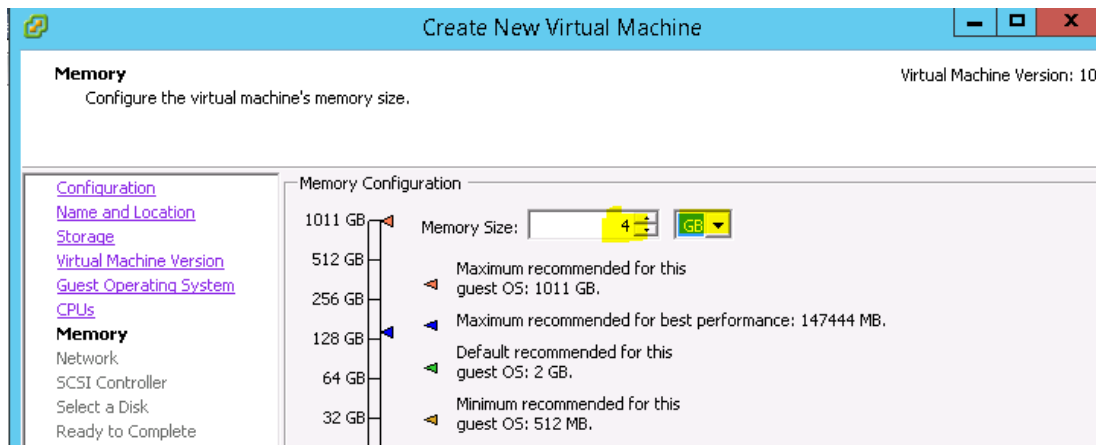 Create New Virtual Machine
Memory
Configure the virtual machine's memory size.
Virtual Machine Version: 10
Configuration
Name and Location
Storage
Virtual Machine Version
Guest Operating System
CPUs
Memory
Network
SCSI Controller
Select a Disk
Ready to Complete
Memory Configuration
1011 GB
512 GB
256 GB
128 GB
64 GB
32 GB
Memory Size: 4 GB
Maximum recommended for this
guest OS: 1011 GB.
Maximum recommended for best performance: 147444 MB.
Default recommended for this
guest OS: 2 GB.
Minimum recommended for this
guest OS: 512 MB.